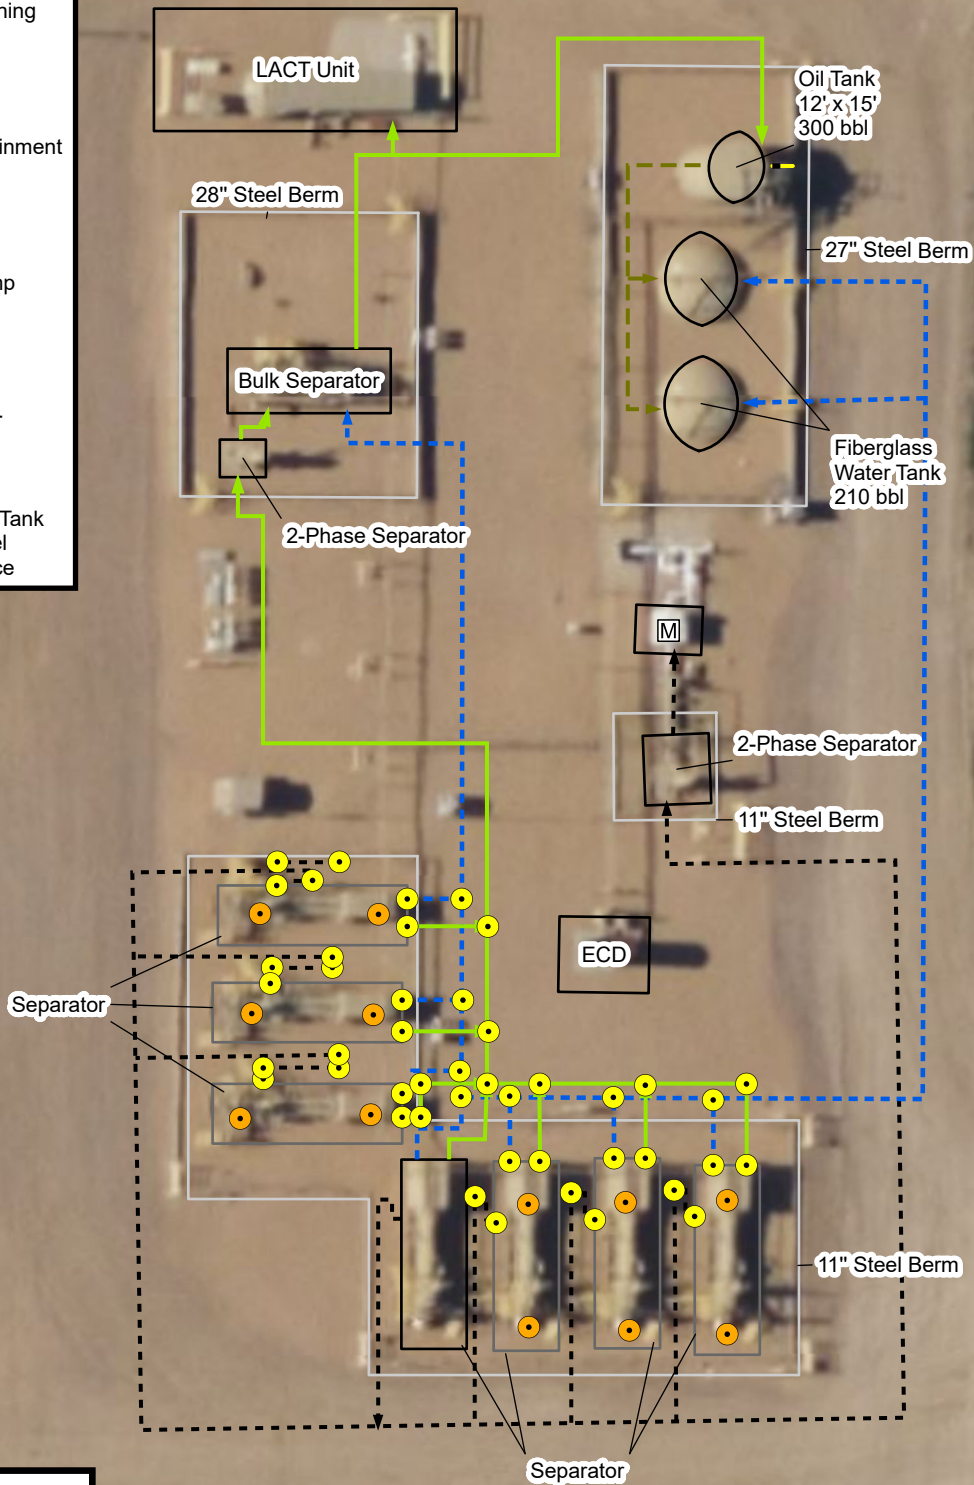 ning
LACT Unit
Oil Tank
12' x 15'
300 bbl
inment
28" Steel Berm
27" Steel Berm
np
Bulk Separator
Fiberglass
Water Tank
210 bbl
Tank
el
ce
2-Phase Separator
M
2-Phase Separator
11" Steel Berm
ECD
Separator
11" Steel Berm
Separator